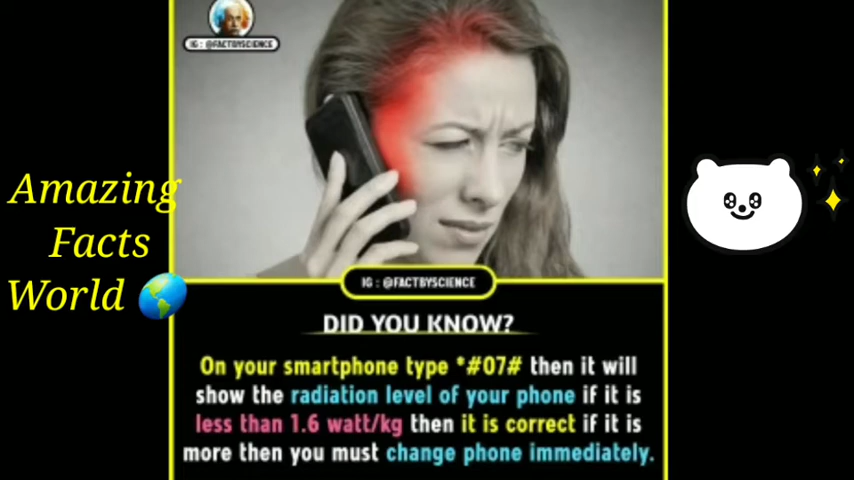 IG : @FACTBYSCIENCE
Amazing
Facts
World
IG : @FACTBYSCIENCE
DID YOU KNOW?
On your smartphone type *#07# then it will
show the radiation level of your phone if it is
less than 1.6 watt/kg then it is correct if it is
more then you must change phone immediately.